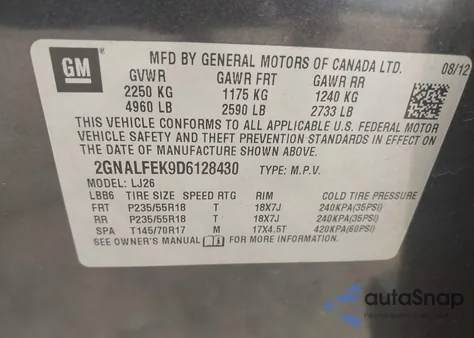 GM
MFD BY GENERAL MOTORS OF CANADA LTD. 08/12
GVWR GAWR FRT GAWR RR
2250 KG 1175 KG 1240 KG
4960 LB 2590 LB 2733 LB
THIS VEHICLE CONFORMS TO ALL APPLICABLE U.S. FEDERAL MOTOR
VEHICLE SAFETY AND THEFT PREVENTION STANDARDS IN EFFECT ON
THE DATE OF MANUFACTURE SHOWN ABOVE.
2GNALFEK9D6128430 TYPE: M.P.V.
MODEL: LJ26
LBB6 TIRE SIZE SPEED RTG RIM COLD TIRE PRESSURE
FRT P235/55R18 T 18X7J 240KPA(35PSI)
RR P235/55R18 T 18X7J 240KPA(35PSI)
SPA T145/70R17 M 17X4.5T 420KPA(60PSI)
SEE OWNER'S MANUAL FOR MORE INFORMATION.
autoSnap